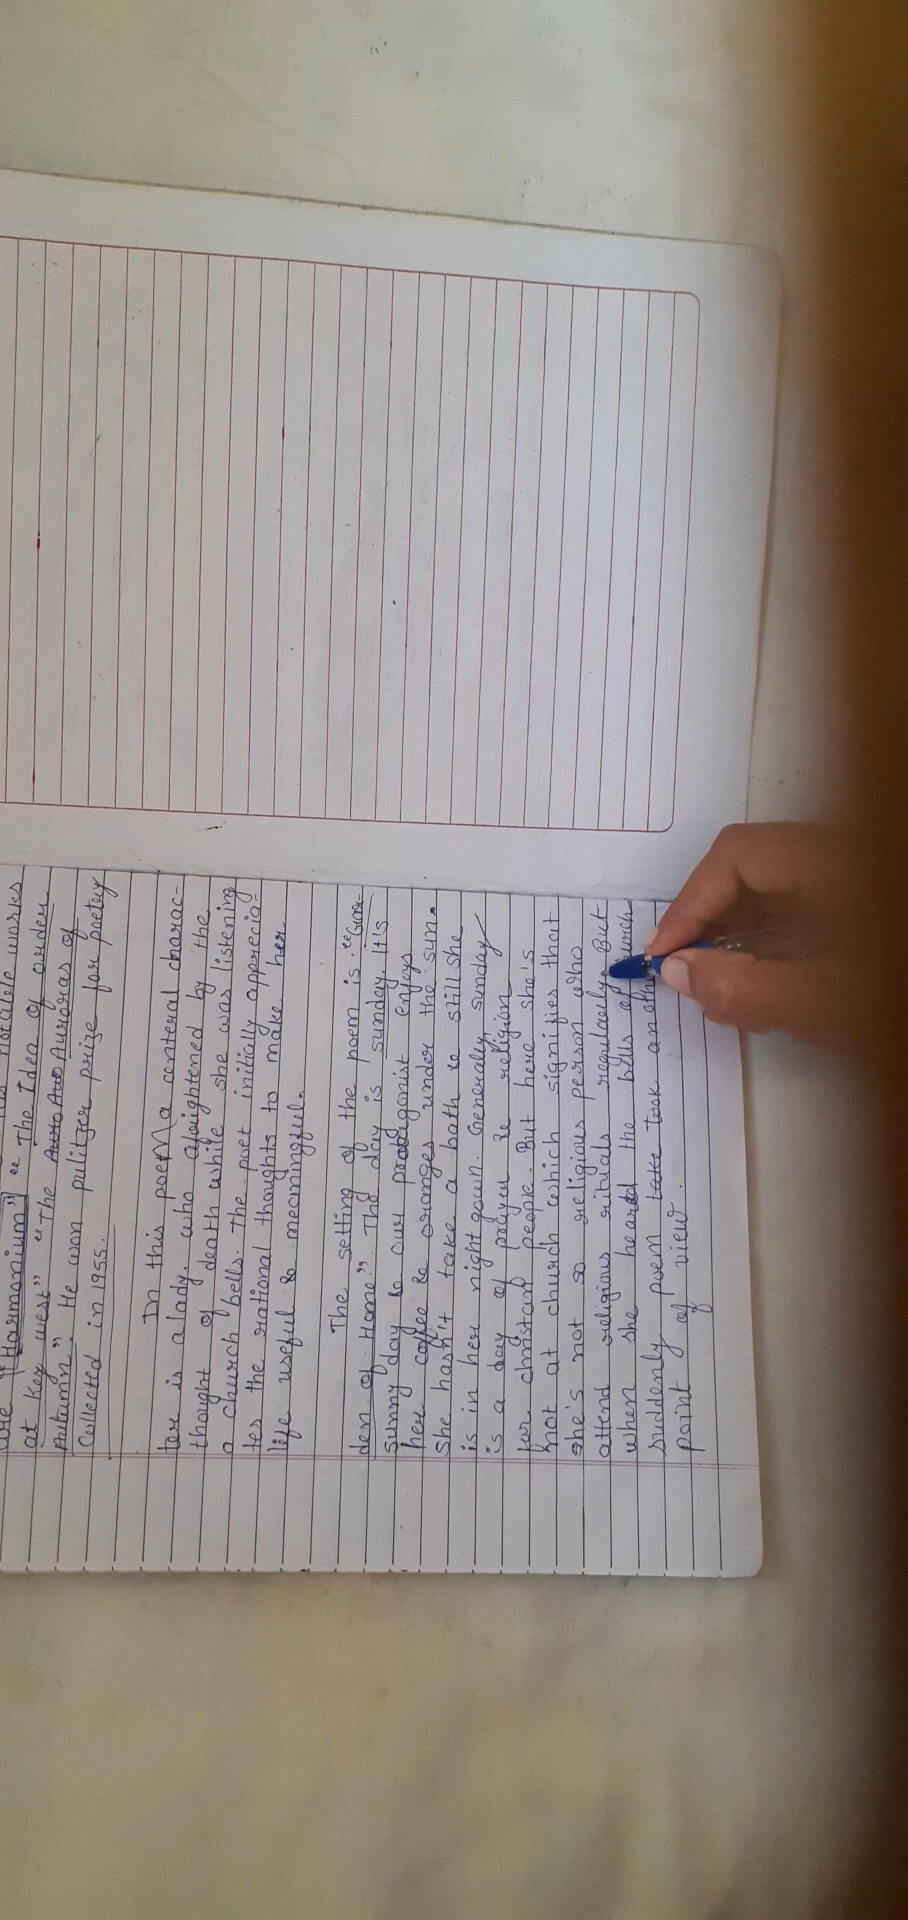 "Harmonium" "The Idea of order
at Key west" "The Auroras of
Autumn." He won pulitzer prize for poetry
Collected in 1955.
In this poem a centeral charac-
ter is a lady. who afrightened by the
thought of death while she was listening
a church bells. The poet initially apprecia-
tes the rational thoughts to make her
life useful & meaningful.
The setting of the poem is "Gar-
den of Home". The day is sunday. It's
sunny day & our protagonist enjoys
her coffee & oranges under the sun.
She hasn't take a bath & still she
is in her night gown. Generally, sunday
is a day of prayer & religion
for christan people. But here she's
not at church which signifies that
she's not so religious person who
attend religious rituals regularly. But
when she heard the bells of church
suddenly poem took
point of view.